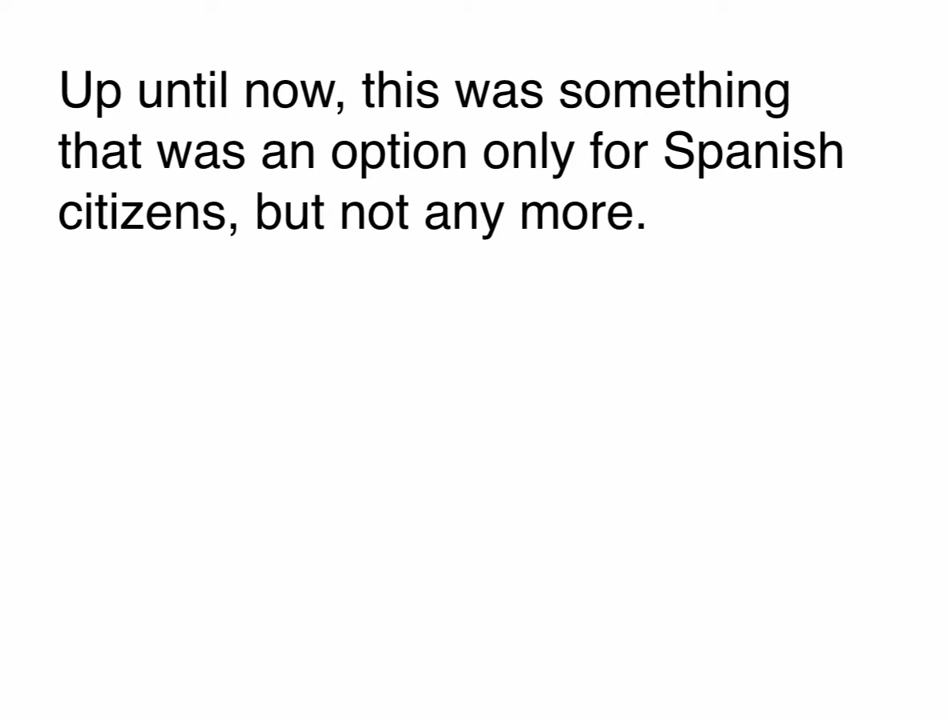 Up until now, this was something
that was an option only for Spanish
citizens, but not any more.